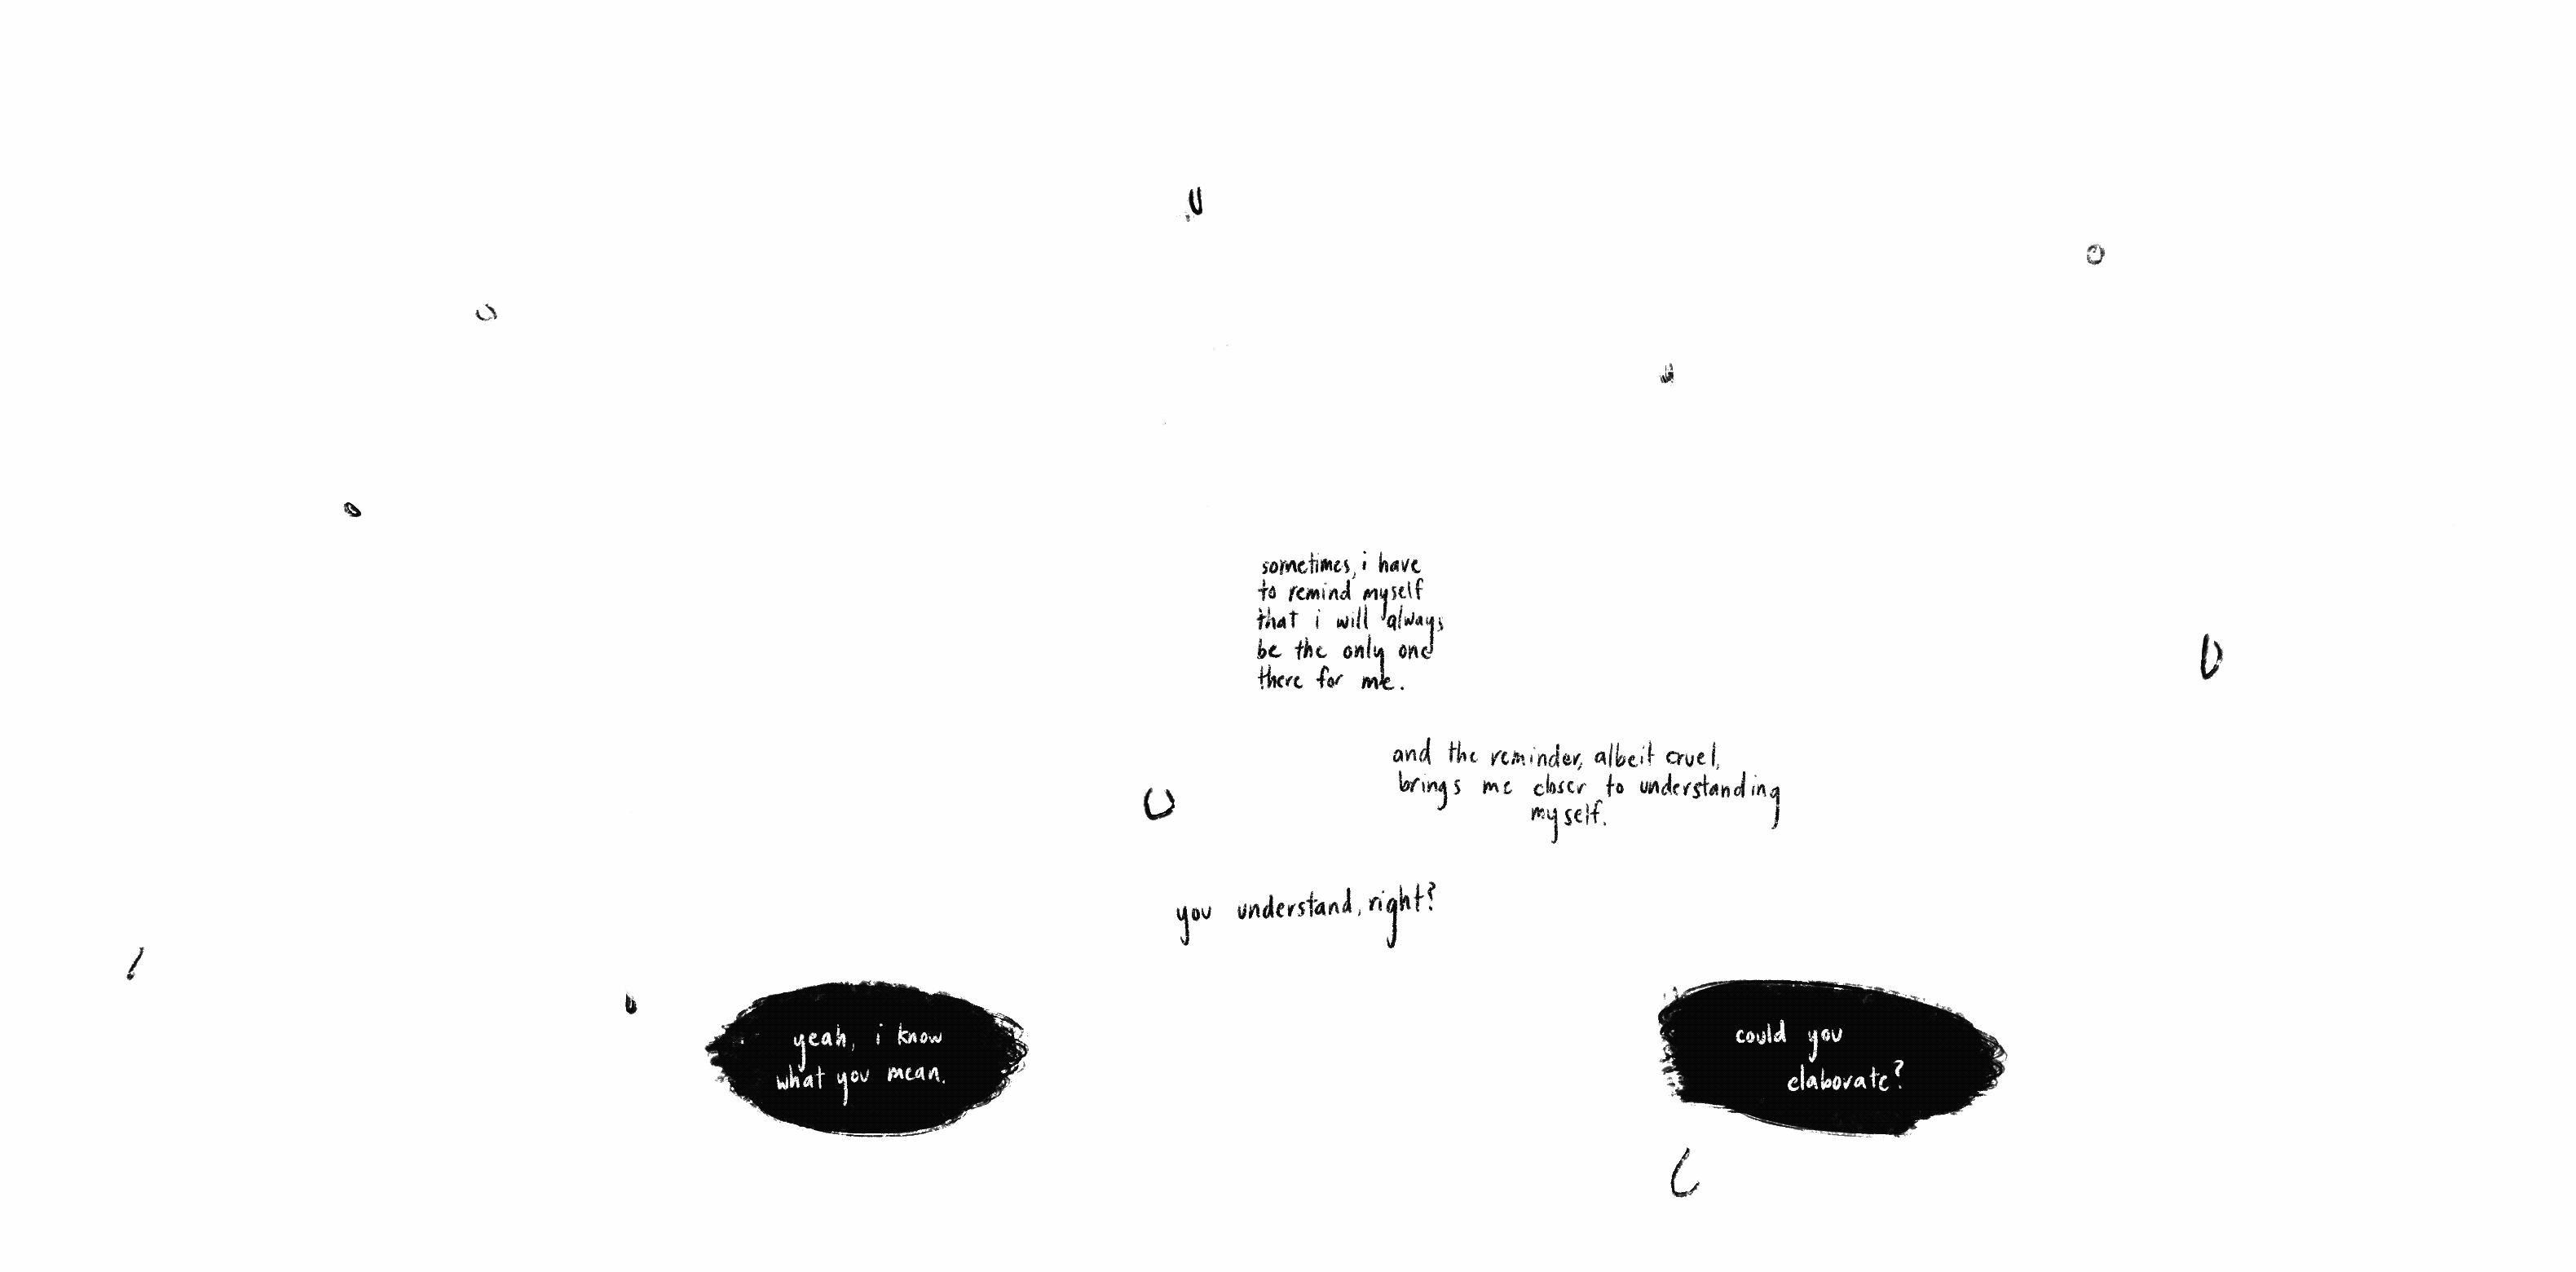 sometimes, i have
to remind myself
that i will always
be the only one
there for me.
and the reminder, albeit cruel,
brings me closer to understanding
myself.
you understand, right?
yeah, i know
what you mean.
could you
elaborate?